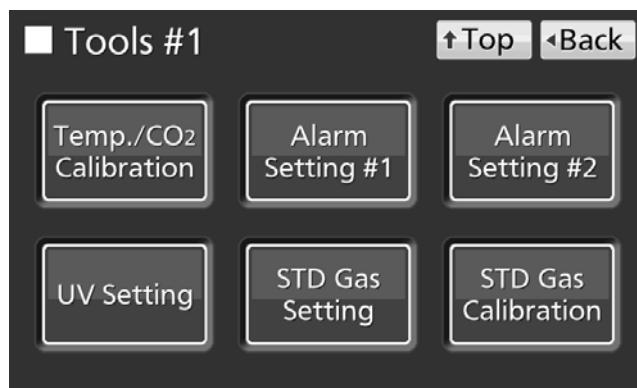 Tools #1
↑Top
◂Back
Temp./CO2
Calibration
Alarm
Setting #1
Alarm
Setting #2
UV Setting
STD Gas
Setting
STD Gas
Calibration